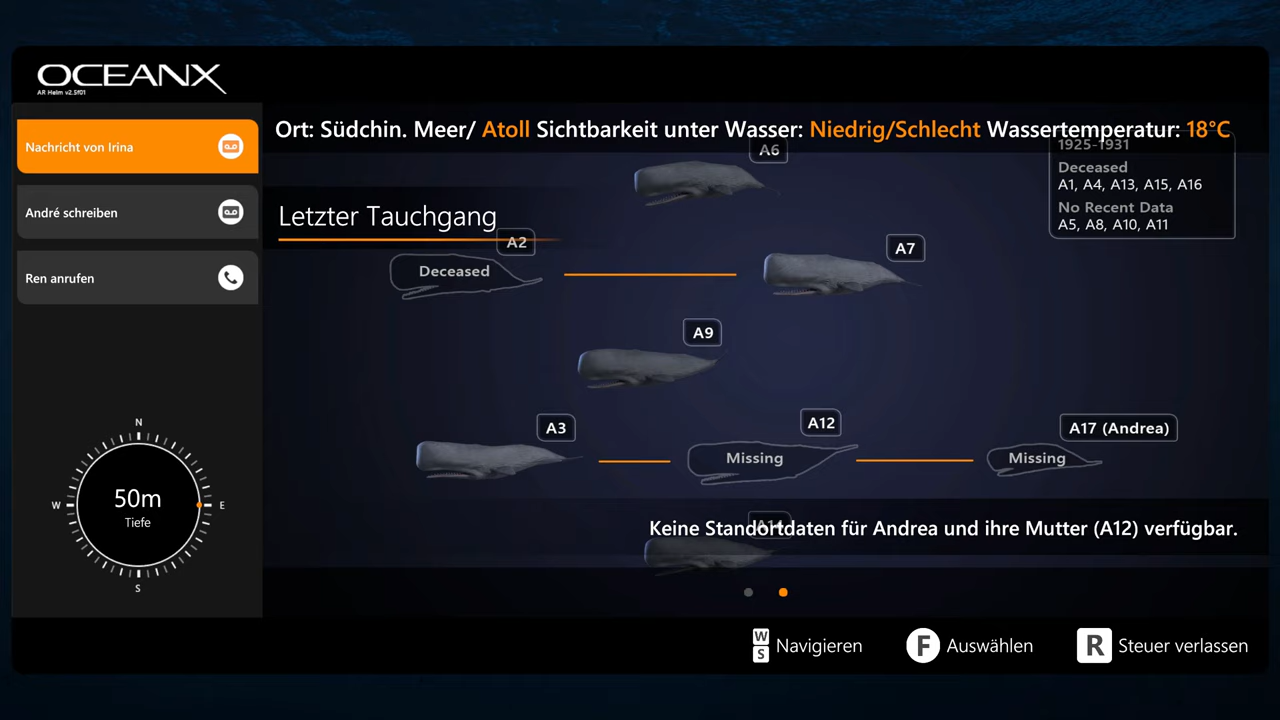 OCEANX
AR Helm v2.5f01
Nachricht von Irina
André schreiben
Ren anrufen
N
W
E
S
50m
Tiefe
Ort: Südchin. Meer/ Atoll Sichtbarkeit unter Wasser: Niedrig/Schlecht Wassertemperatur: 18°C
1925-1931
Deceased
A1, A4, A13, A15, A16
No Recent Data
A5, A8, A10, A11
Letzter Tauchgang
A6
A2
Deceased
A7
A9
A3
A12
Missing
A17 (Andrea)
Missing
Keine Standortdaten für Andrea und ihre Mutter (A12) verfügbar.
W
S
Navigieren
F Auswählen
R Steuer verlassen